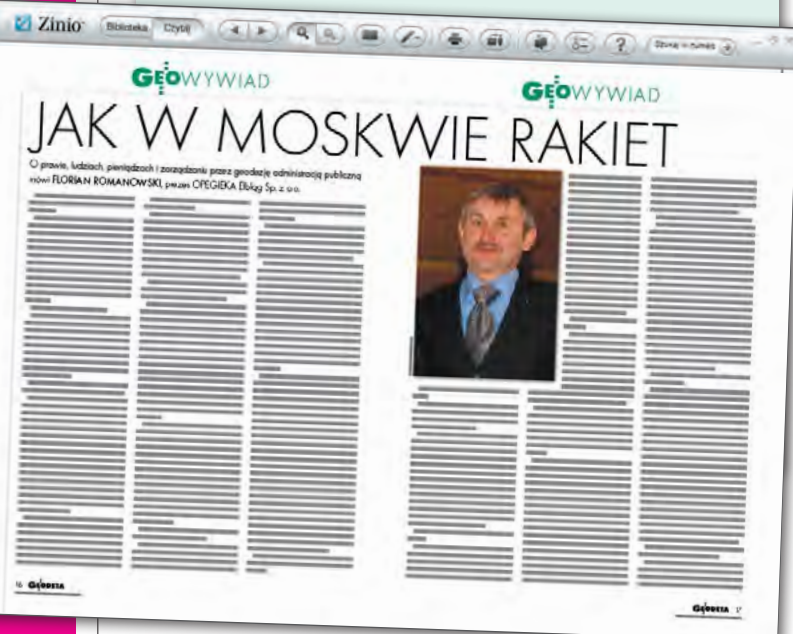 Zinio
Biblioteka Czytaj
Szukaj w numerze
GEOWYWIAD
GEOWYWIAD
JAK W MOSKWIE RAKIET
O prawie, ludziach, pieniądzach i zarządzaniu przez geodezję administracją publiczną
mówi FLORIAN ROMANOWSKI, prezes OPEGIEKA Elbląg Sp. z o.o.
16 GEODETA
GEODETA 17